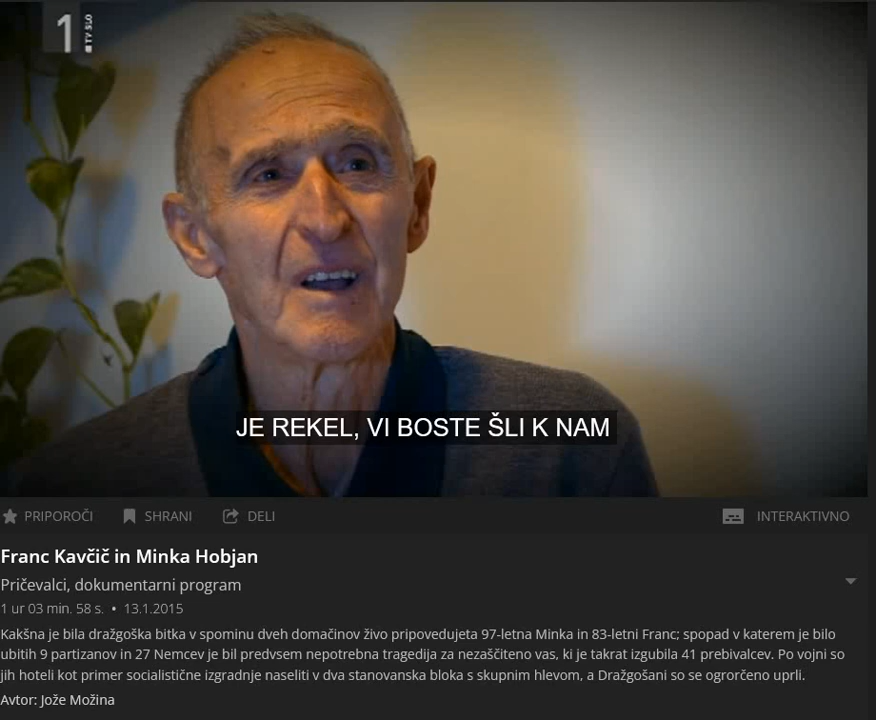 1
TV SLO
JE REKEL, VI BOSTE ŠLI K NAM
PRIPOROČI SHRANI DELI INTERAKTIVNO
Franc Kavčič in Minka Hobjan
Pričevalci, dokumentarni program
1 ur 03 min. 58 s. • 13.1.2015
Kakšna je bila dražgoška bitka v spominu dveh domačinov živo pripovedujeta 97-letna Minka in 83-letni Franc; spopad v katerem je bilo
ubitih 9 partizanov in 27 Nemcev je bil predvsem nepotrebna tragedija za nezaščiteno vas, ki je takrat izgubila 41 prebivalcev. Po vojni so
jih hoteli kot primer socialistične izgradnje naseliti v dva stanovanska bloka s skupnim hlevom, a Dražgošani so se ogrorčeno uprli.
Avtor: Jože Možina